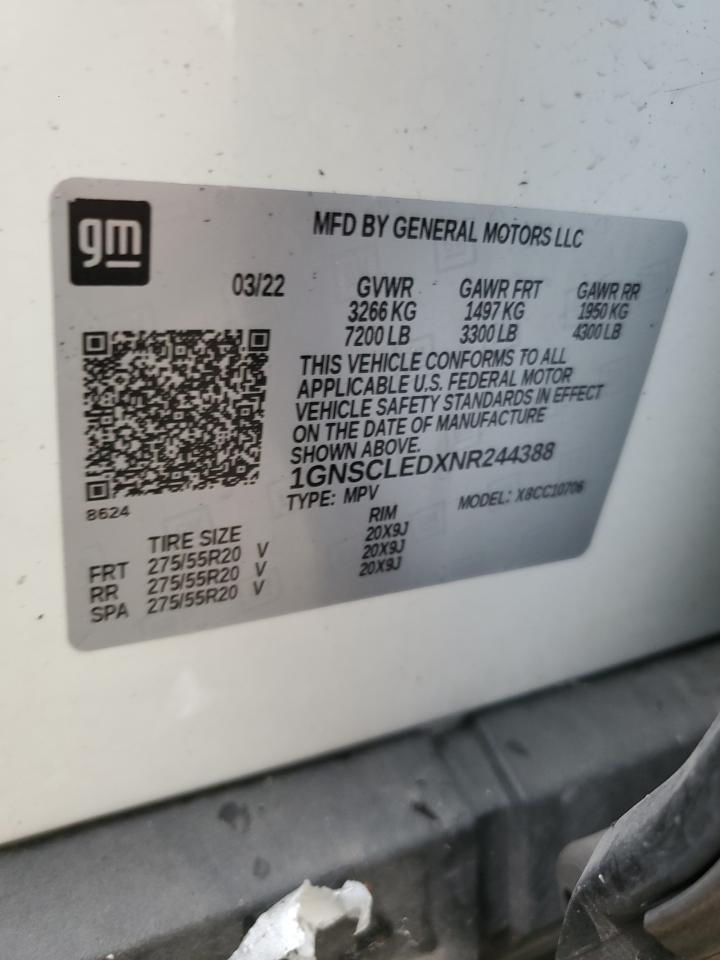 gm
MFD BY GENERAL MOTORS LLC
03/22 GVWR GAWR FRT GAWR RR
3266 KG 1497 KG 1950 KG
7200 LB 3300 LB 4300 LB
THIS VEHICLE CONFORMS TO ALL
APPLICABLE U.S. FEDERAL MOTOR
VEHICLE SAFETY STANDARDS IN EFFECT
ON THE DATE OF MANUFACTURE
SHOWN ABOVE.
1GNSCLEDXNR244388
TYPE: MPV MODEL: X8CC10706
8624
TIRE SIZE RIM
FRT 275/55R20 V 20X9J
RR 275/55R20 V 20X9J
SPA 275/55R20 V 20X9J